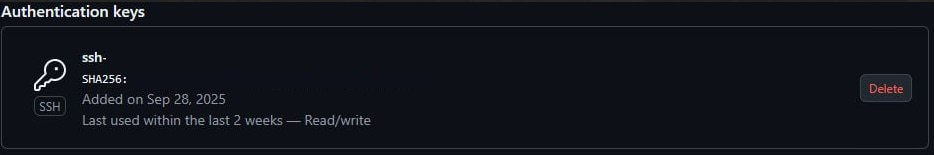 Authentication keys
ssh-
SHA256:
SSH
Added on Sep 28, 2025
Delete
Last used within the last 2 weeks — Read/write